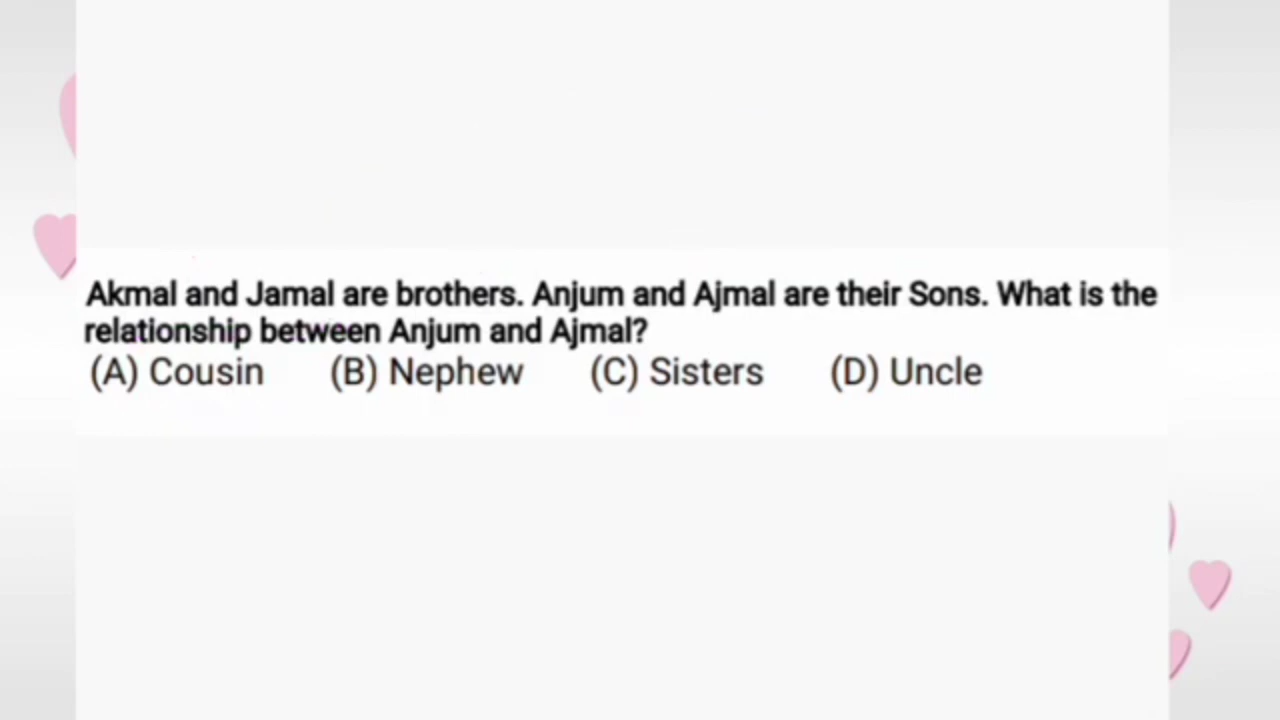 Akmal and Jamal are brothers. Anjum and Ajmal are their Sons. What is the
relationship between Anjum and Ajmal?
(A) Cousin (B) Nephew (C) Sisters (D) Uncle